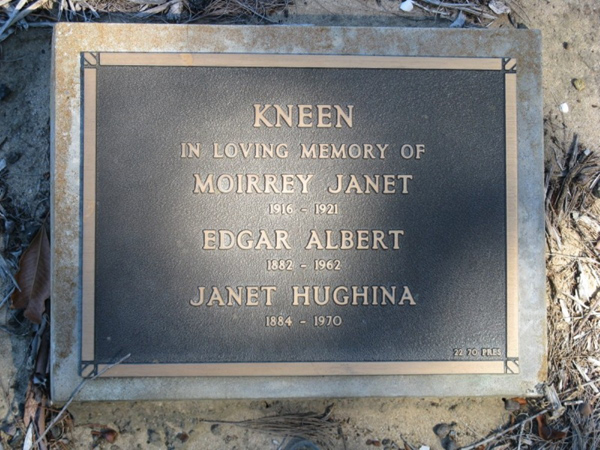 KNEEN
IN LOVING MEMORY OF
MOIRREY JANET
1916 - 1921
EDGAR ALBERT
1882 - 1962
JANET HUGHINA
1884 - 1970
22 70 PRES